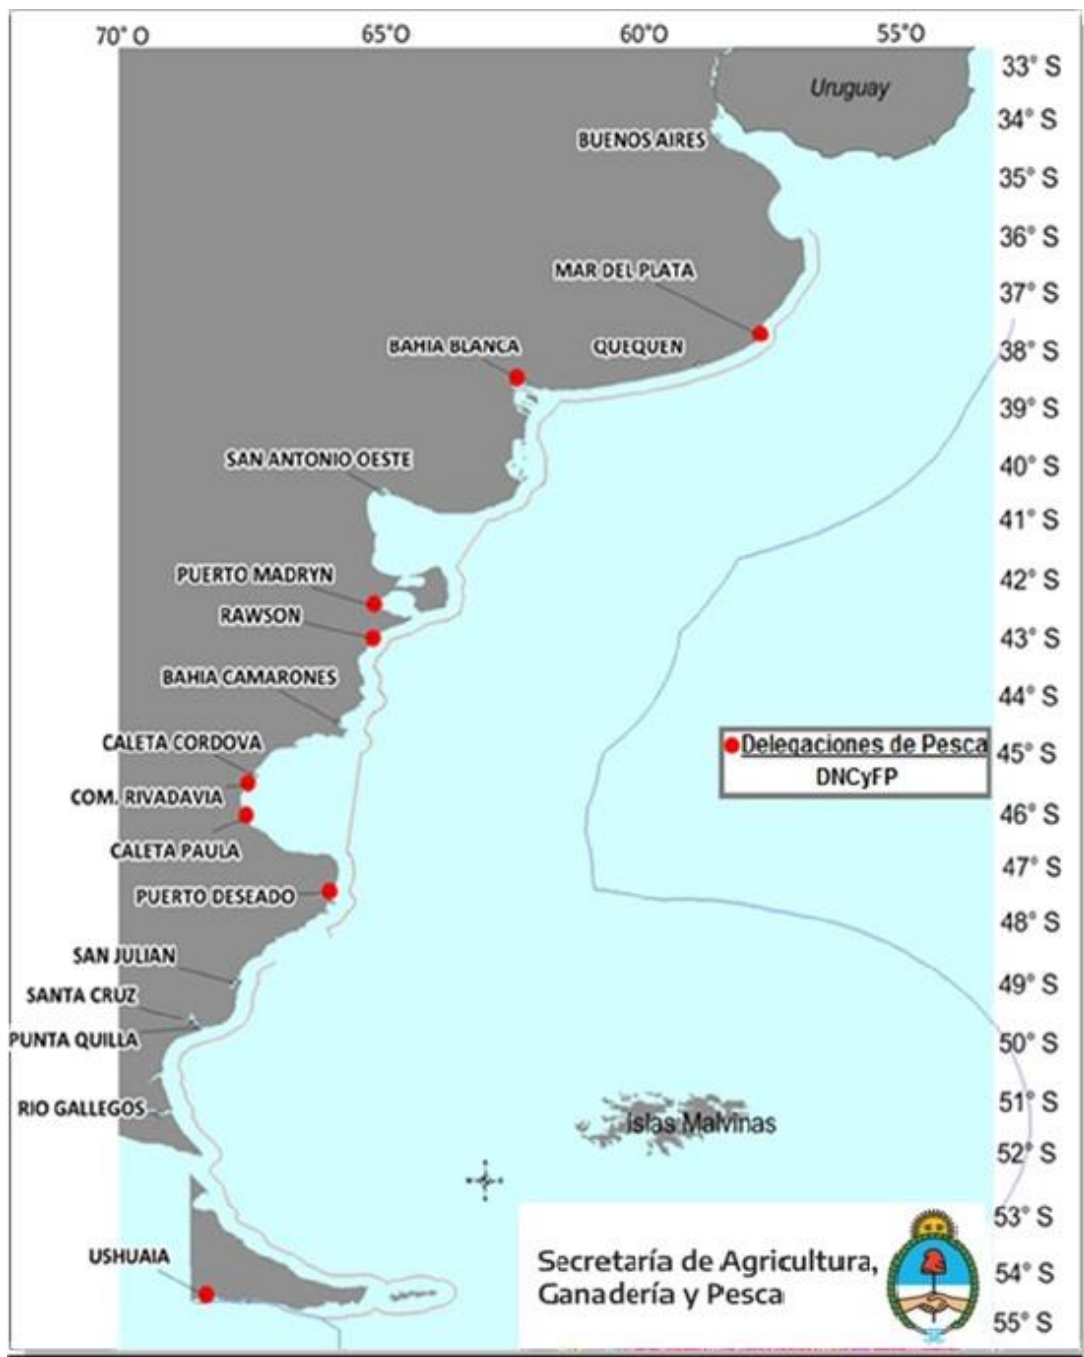 70° O 65°O 60°O 55°O
33° S
Uruguay
34° S
BUENOS AIRES
35° S
36° S
MAR DEL PLATA
37° S
BAHIA BLANCA
QUEQUEN
38° S
39° S
SAN ANTONIO OESTE
40° S
41° S
PUERTO MADRYN
42° S
RAWSON
43° S
BAHIA CAMARONES
44° S
CALETA CORDOVA
Delegaciones de Pesca
DNCyFP
45° S
COM. RIVADAVIA
46° S
CALETA PAULA
47° S
PUERTO DESEADO
48° S
SAN JULIAN
49° S
SANTA CRUZ
PUNTA QUILLA
50° S
RIO GALLEGOS
51° S
Islas Malvinas
52° S
53° S
USHUAIA
Secretaría de Agricultura,
Ganadería y Pesca
54° S
55° S